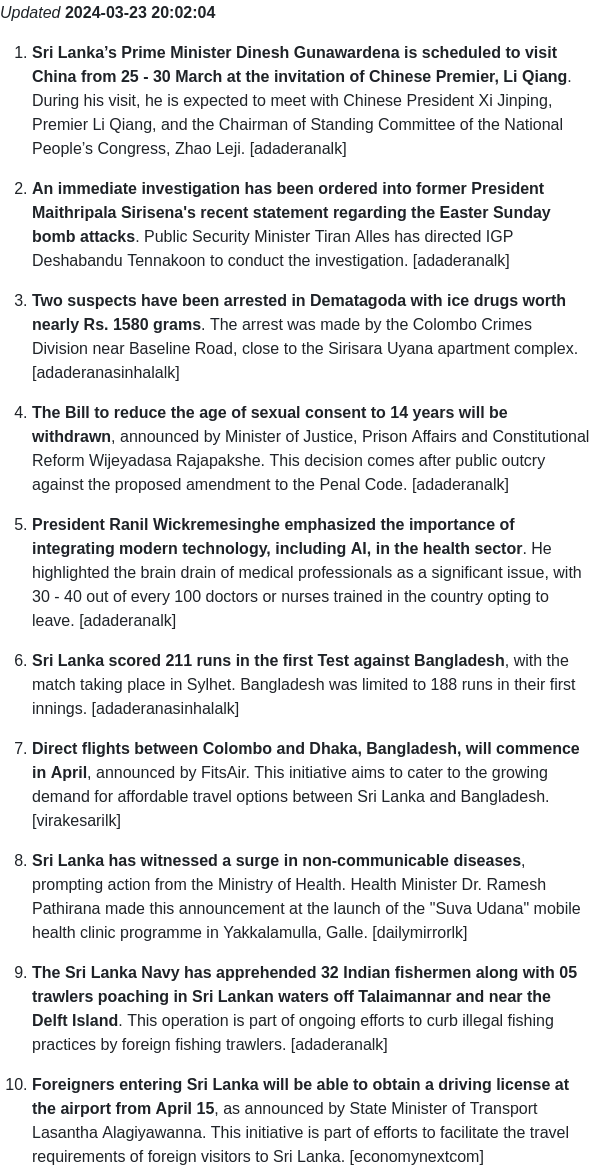 Updated 2024-03-23 20:02:04
1. Sri Lanka’s Prime Minister Dinesh Gunawardena is scheduled to visit
China from 25 - 30 March at the invitation of Chinese Premier, Li Qiang.
During his visit, he is expected to meet with Chinese President Xi Jinping,
Premier Li Qiang, and the Chairman of Standing Committee of the National
People’s Congress, Zhao Leji. [adaderanalk]
2. An immediate investigation has been ordered into former President
Maithripala Sirisena's recent statement regarding the Easter Sunday
bomb attacks. Public Security Minister Tiran Alles has directed IGP
Deshabandu Tennakoon to conduct the investigation. [adaderanalk]
3. Two suspects have been arrested in Dematagoda with ice drugs worth
nearly Rs. 1580 grams. The arrest was made by the Colombo Crimes
Division near Baseline Road, close to the Sirisara Uyana apartment complex.
[adaderanasinhalalk]
4. The Bill to reduce the age of sexual consent to 14 years will be
withdrawn, announced by Minister of Justice, Prison Affairs and Constitutional
Reform Wijeyadasa Rajapakshe. This decision comes after public outcry
against the proposed amendment to the Penal Code. [adaderanalk]
5. President Ranil Wickremesinghe emphasized the importance of
integrating modern technology, including AI, in the health sector. He
highlighted the brain drain of medical professionals as a significant issue, with
30 - 40 out of every 100 doctors or nurses trained in the country opting to
leave. [adaderanalk]
6. Sri Lanka scored 211 runs in the first Test against Bangladesh, with the
match taking place in Sylhet. Bangladesh was limited to 188 runs in their first
innings. [adaderanasinhalalk]
7. Direct flights between Colombo and Dhaka, Bangladesh, will commence
in April, announced by FitsAir. This initiative aims to cater to the growing
demand for affordable travel options between Sri Lanka and Bangladesh.
[virakesarilk]
8. Sri Lanka has witnessed a surge in non-communicable diseases,
prompting action from the Ministry of Health. Health Minister Dr. Ramesh
Pathirana made this announcement at the launch of the "Suva Udana" mobile
health clinic programme in Yakkalamulla, Galle. [dailymirrorlk]
9. The Sri Lanka Navy has apprehended 32 Indian fishermen along with 05
trawlers poaching in Sri Lankan waters off Talaimannar and near the
Delft Island. This operation is part of ongoing efforts to curb illegal fishing
practices by foreign fishing trawlers. [adaderanalk]
10. Foreigners entering Sri Lanka will be able to obtain a driving license at
the airport from April 15, as announced by State Minister of Transport
Lasantha Alagiyawanna. This initiative is part of efforts to facilitate the travel
requirements of foreign visitors to Sri Lanka. [economynextcom]